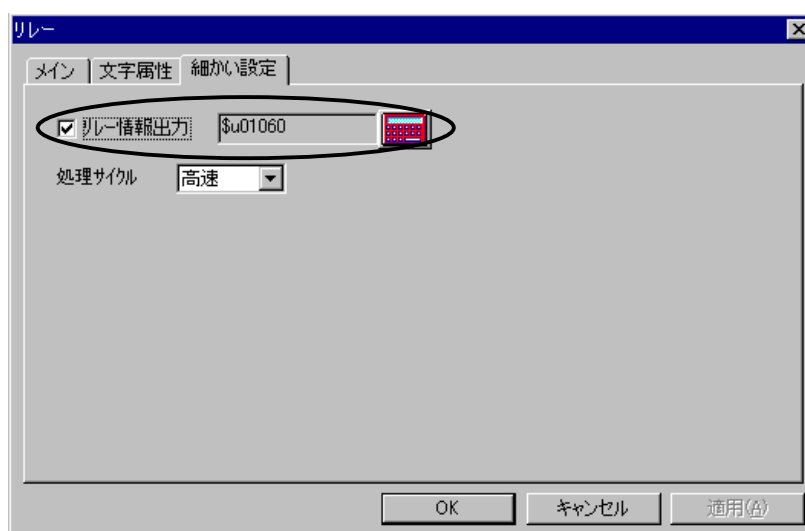 リレー
メイン 文字属性 細かい設定
リレー情報出力 $u01060
処理サイクル 高速
OK キャンセル 適用(A)